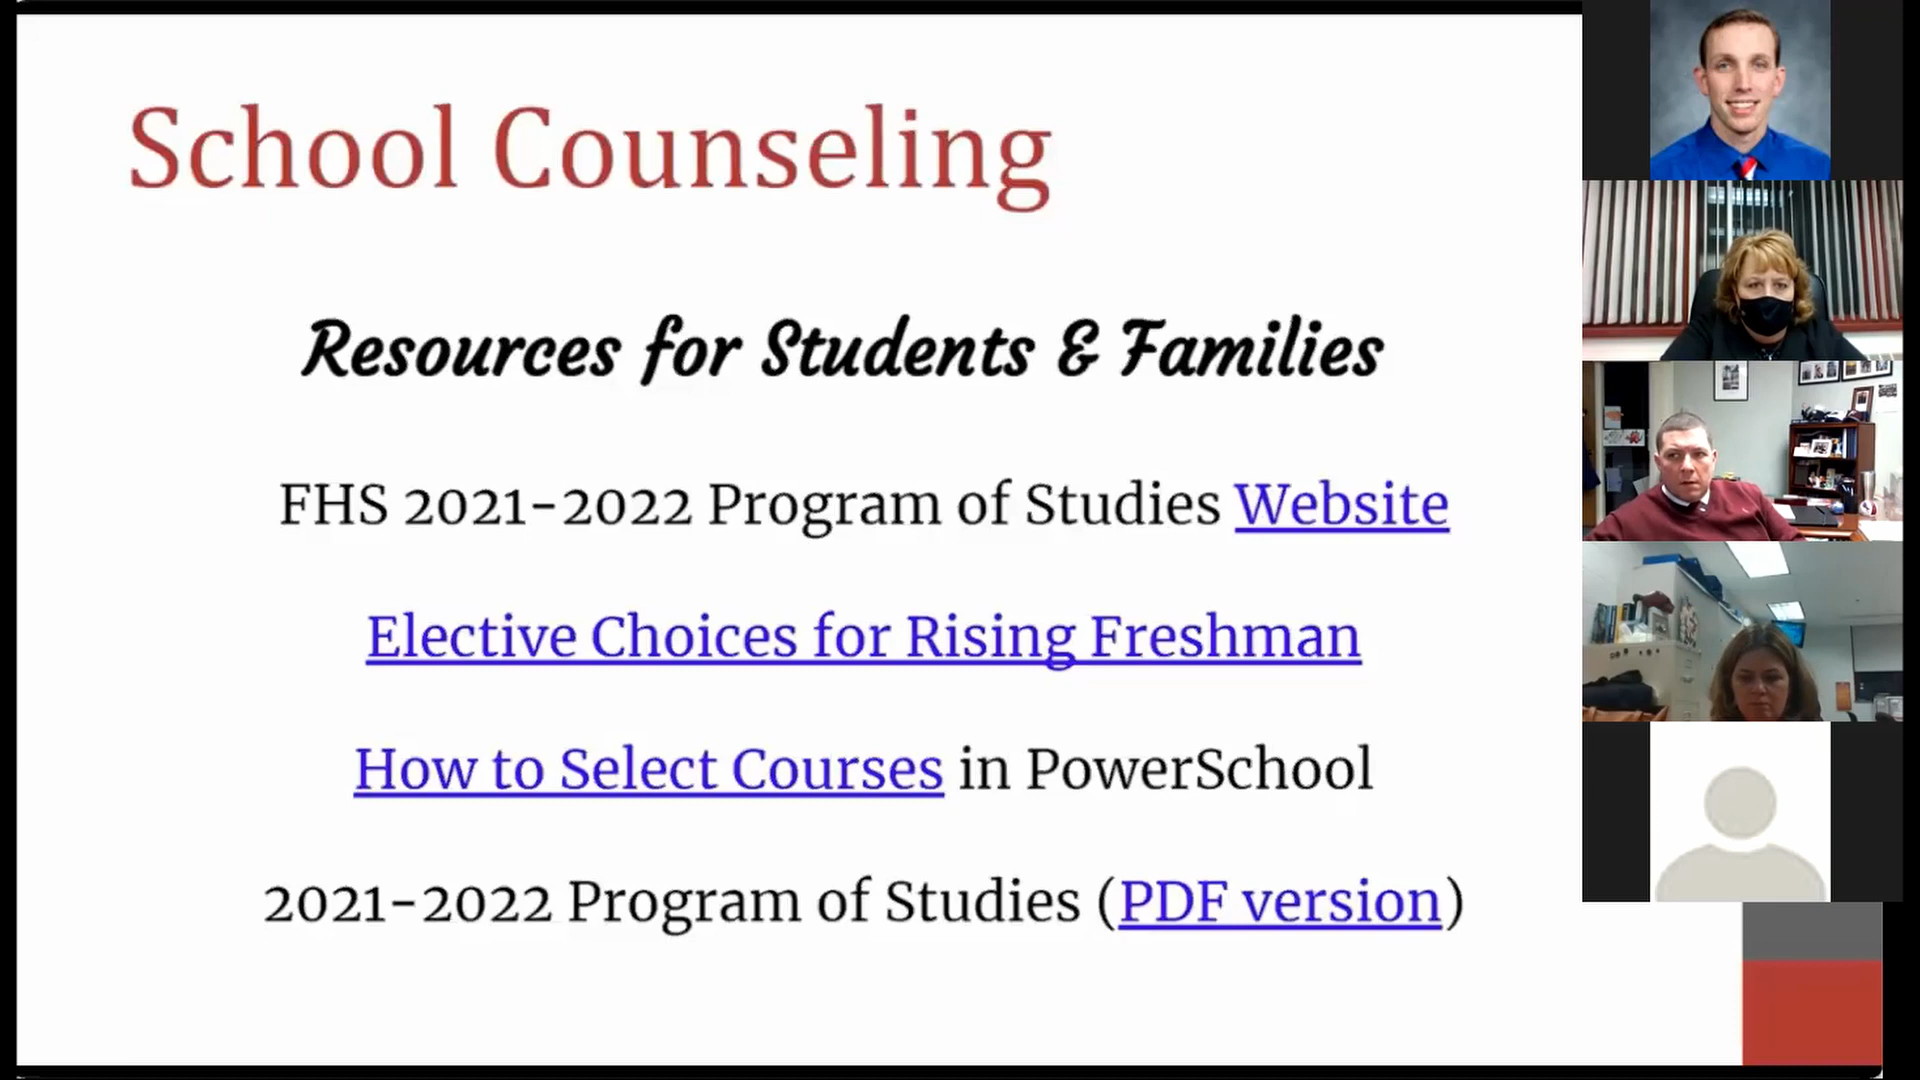 School Counseling
Resources for Students & Families
FHS 2021-2022 Program of Studies Website
Elective Choices for Rising Freshman
How to Select Courses in PowerSchool
2021-2022 Program of Studies (PDF version)